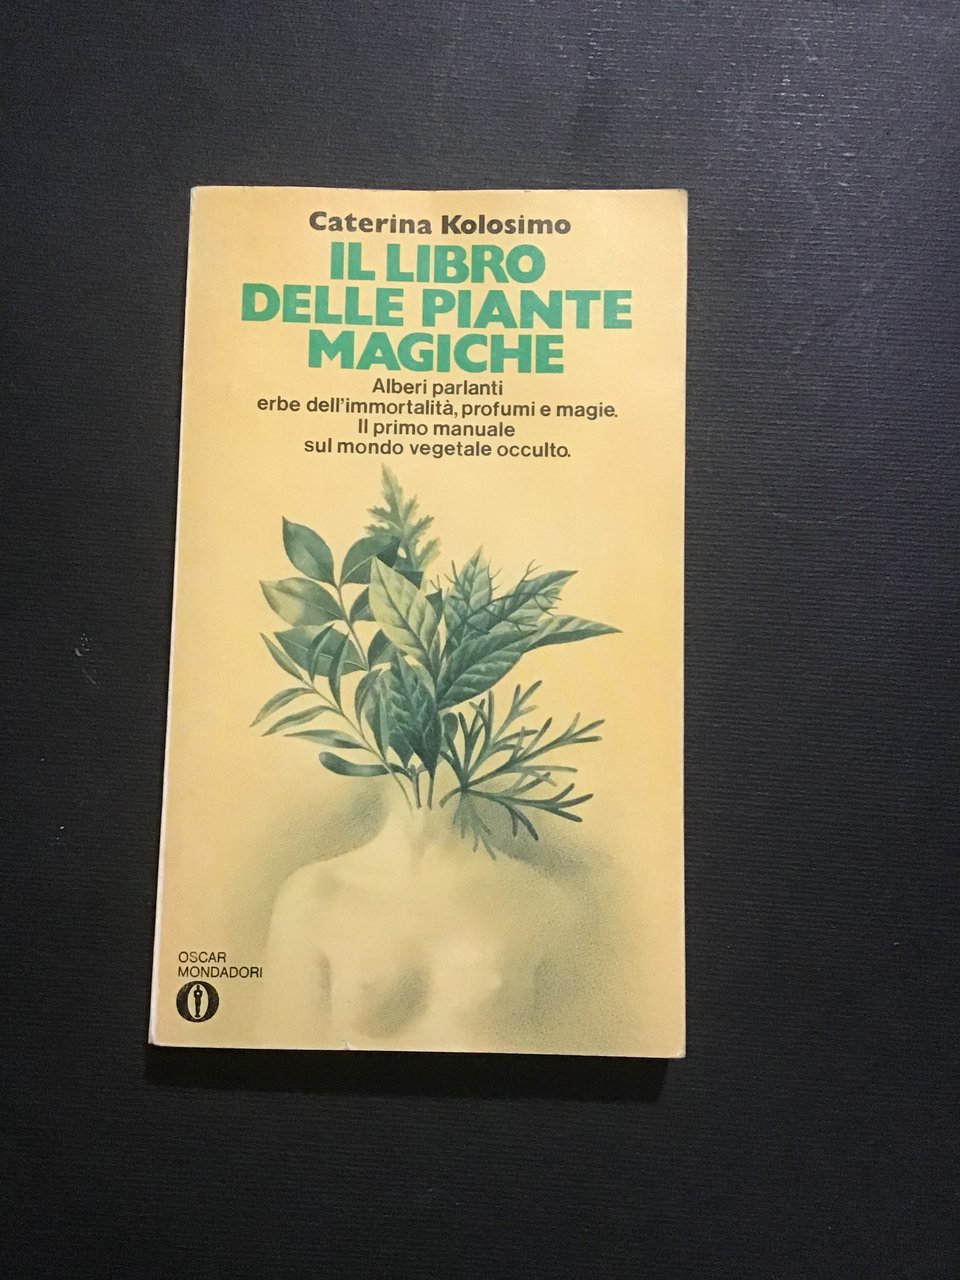 Caterina Kolosimo
IL LIBRO
DELLE PIANTE
MAGICHE
Alberi parlanti
erbe dell'immortalità, profumi e magie.
Il primo manuale
sul mondo vegetale occulto.
OSCAR
MONDADORI